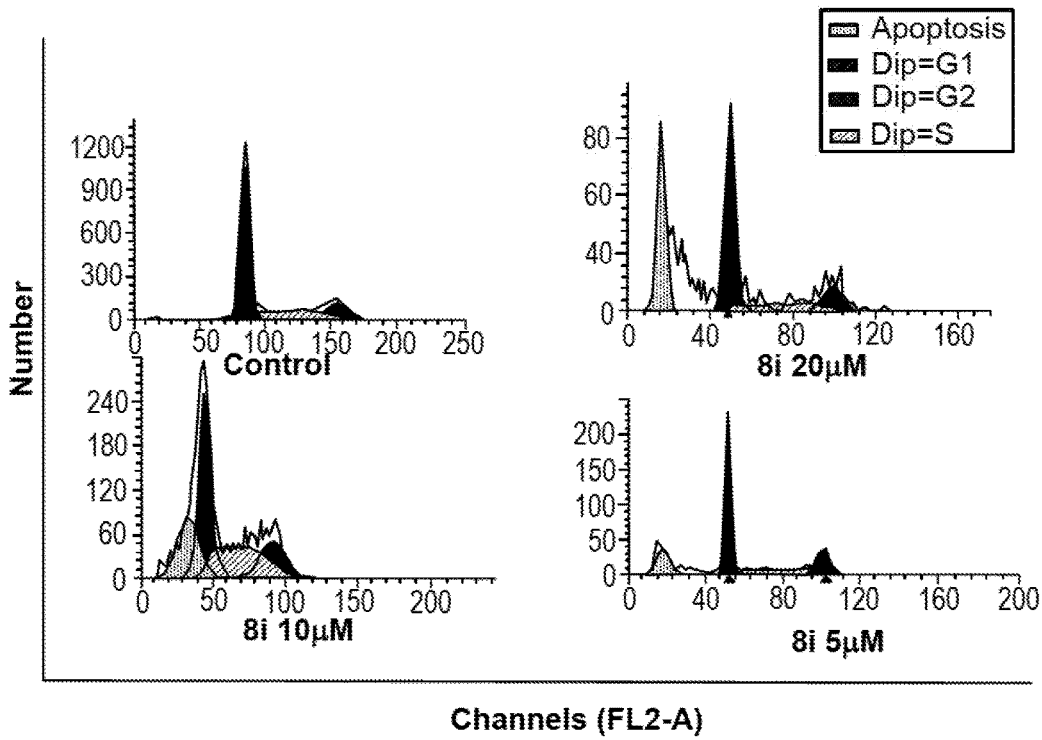 Apoptosis
Dip=G1
Dip=G2
Dip=S
Number
1200
900
600
300
0
0 50 100 150 200 250
Control
80
60
40
0
0 40 80 120 160
8i 20μM
240
180
120
60
0
0 50 100 150 200
8i 10μM
200
150
100
50
0
0 40 80 120 160 200
8i 5μM
Channels (FL2-A)